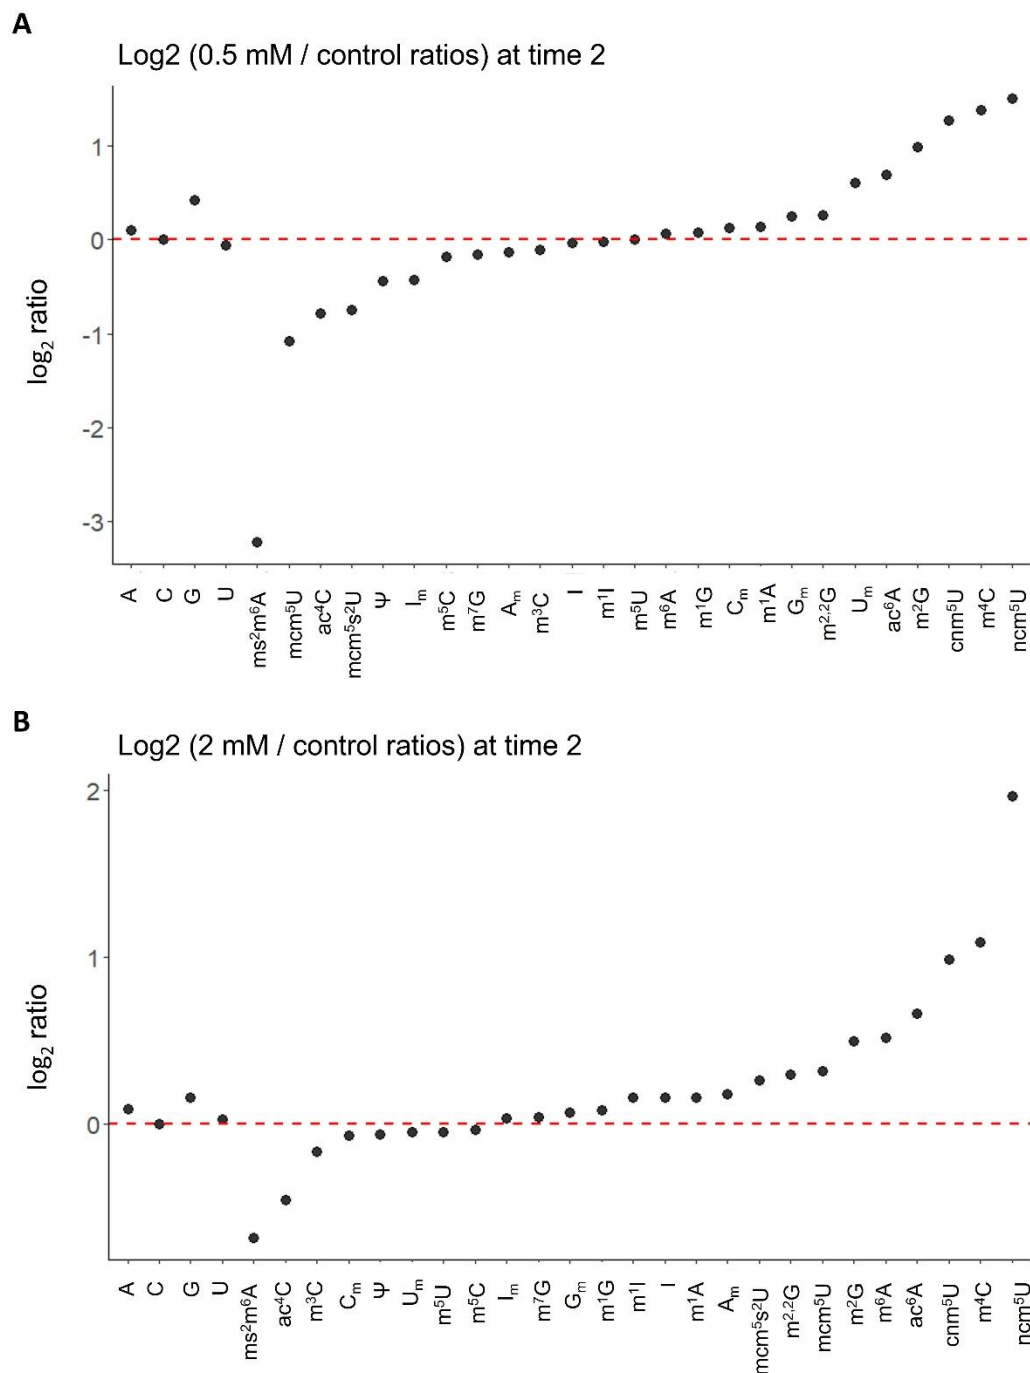 A
Log2 (0.5 mM / control ratios) at time 2
1
0
-1
-2
-3
log₂ ratio
A C G U ms²m⁶A mcm⁵U ac⁴C mcm⁵s²U Ψ Iₘ m⁵C m⁷G Aₘ m³C I m¹I m⁵U m⁶A m¹G Cₘ m¹A Gₘ m²,²G Uₘ ac⁶A m²G cnm⁵U m⁴C ncm⁵U
B
Log2 (2 mM / control ratios) at time 2
2
1
0
log₂ ratio
A C G U ms²m⁶A ac⁴C m³C Cₘ Ψ Uₘ m⁵U m⁵C Iₘ m⁷G Gₘ m¹G m¹I I m¹A Aₘ mcm⁵s²U m²,²G mcm⁵U m²G m⁶A ac⁶A cnm⁵U m⁴C ncm⁵U